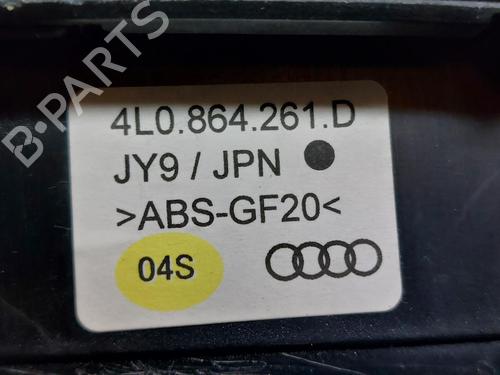 4L0.864.261.D
JY9 / JPN
>ABS-GF20<
04S
B-Parts